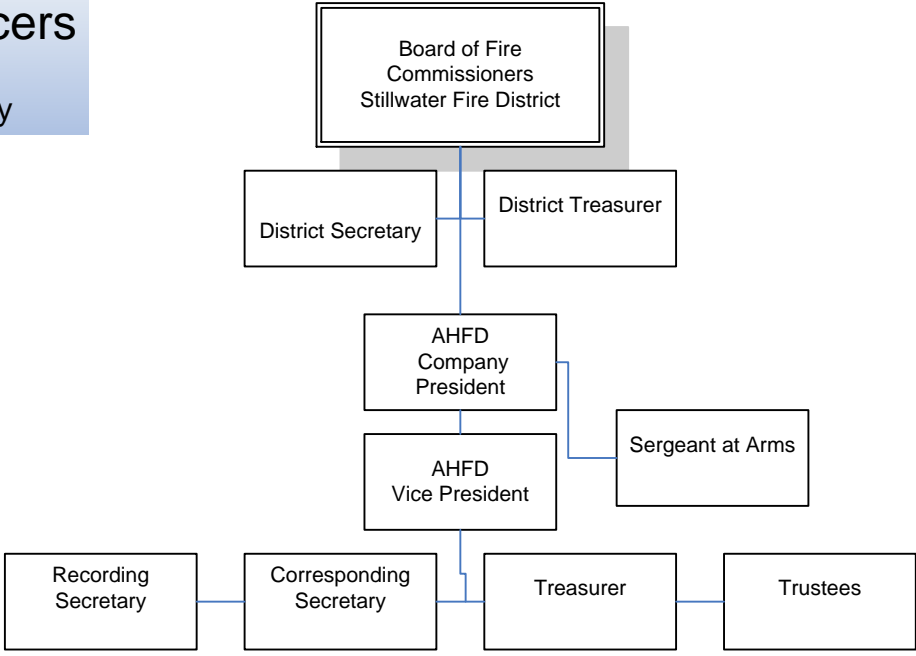 cers
y
Board of Fire
Commissioners
Stillwater Fire District
District Secretary
District Treasurer
AHFD
Company
President
Sergeant at Arms
AHFD
Vice President
Recording
Secretary
Corresponding
Secretary
Treasurer
Trustees